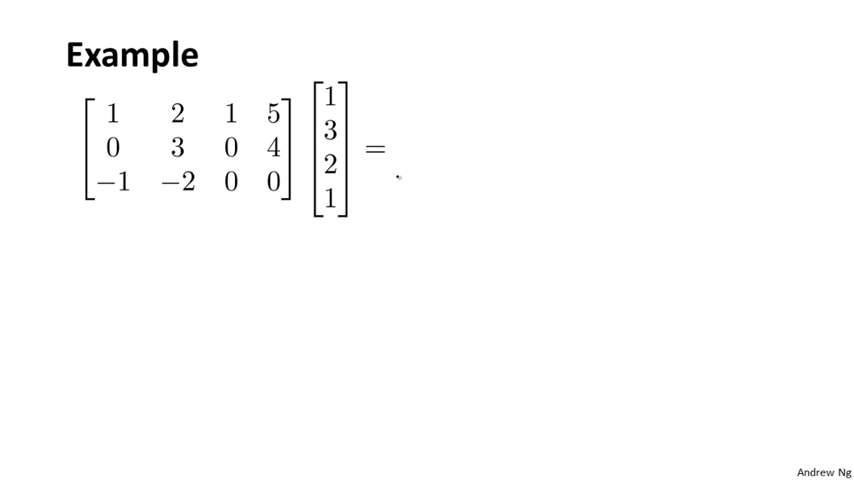 Example
1 2 1 5
0 3 0 4
−1 −2 0 0
1
3
2
1
=
Andrew Ng